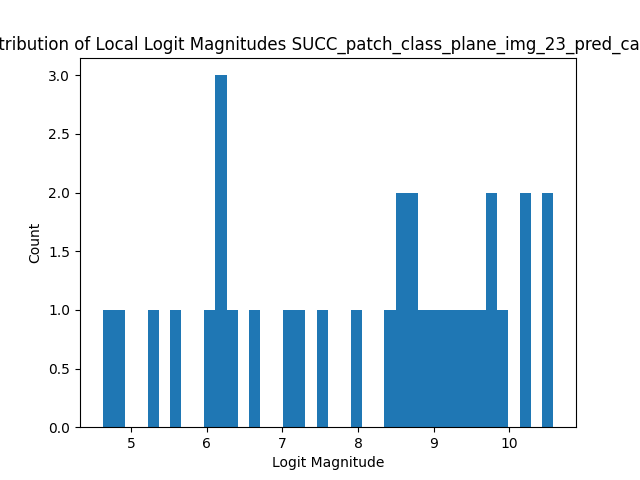 tribution of Local Logit Magnitudes SUCC_patch_class_plane_img_23_pred_ca
3.0
2.5
2.0
1.5
1.0
0.5
0.0
Count
5 6 7 8 9 10
Logit Magnitude